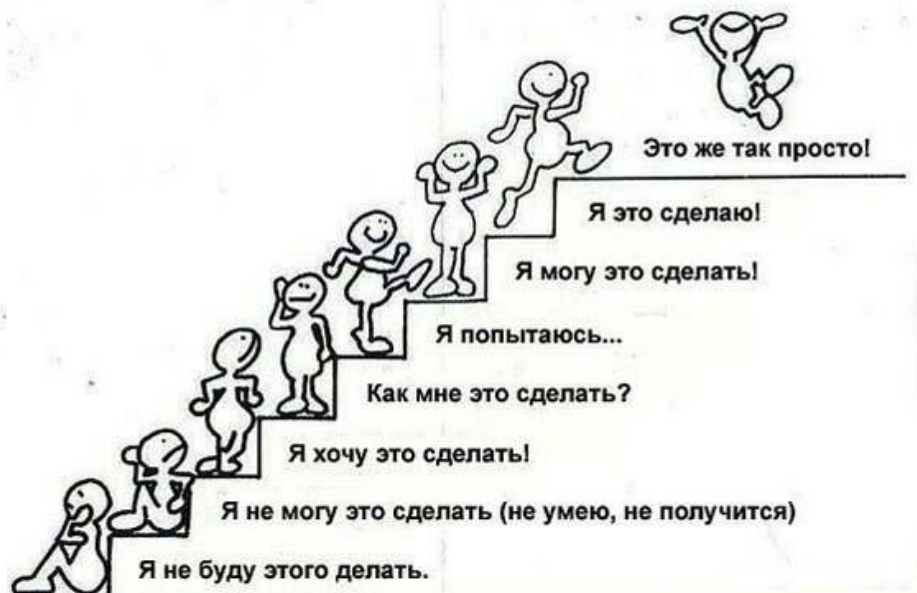 Это же так просто!
Я это сделаю!
Я могу это сделать!
Я попытаюсь...
Как мне это сделать?
Я хочу это сделать!
Я не могу это сделать (не умею, не получится)
Я не буду этого делать.